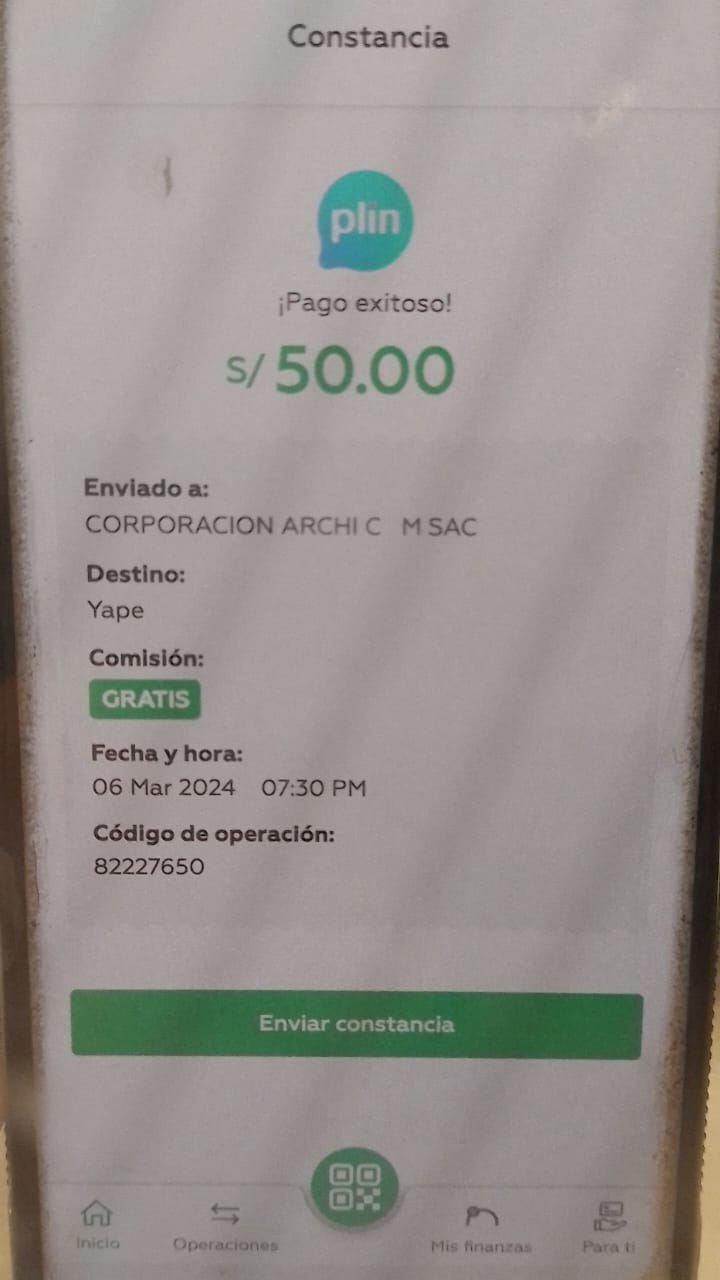 Constancia
plin
¡Pago exitoso!
S/ 50.00
Enviado a:
CORPORACION ARCHI C M SAC
Destino:
Yape
Comisión:
GRATIS
Fecha y hora:
06 Mar 2024 07:30 PM
Código de operación:
82227650
Enviar constancia
Inicio Operaciones Mis finanzas Para ti